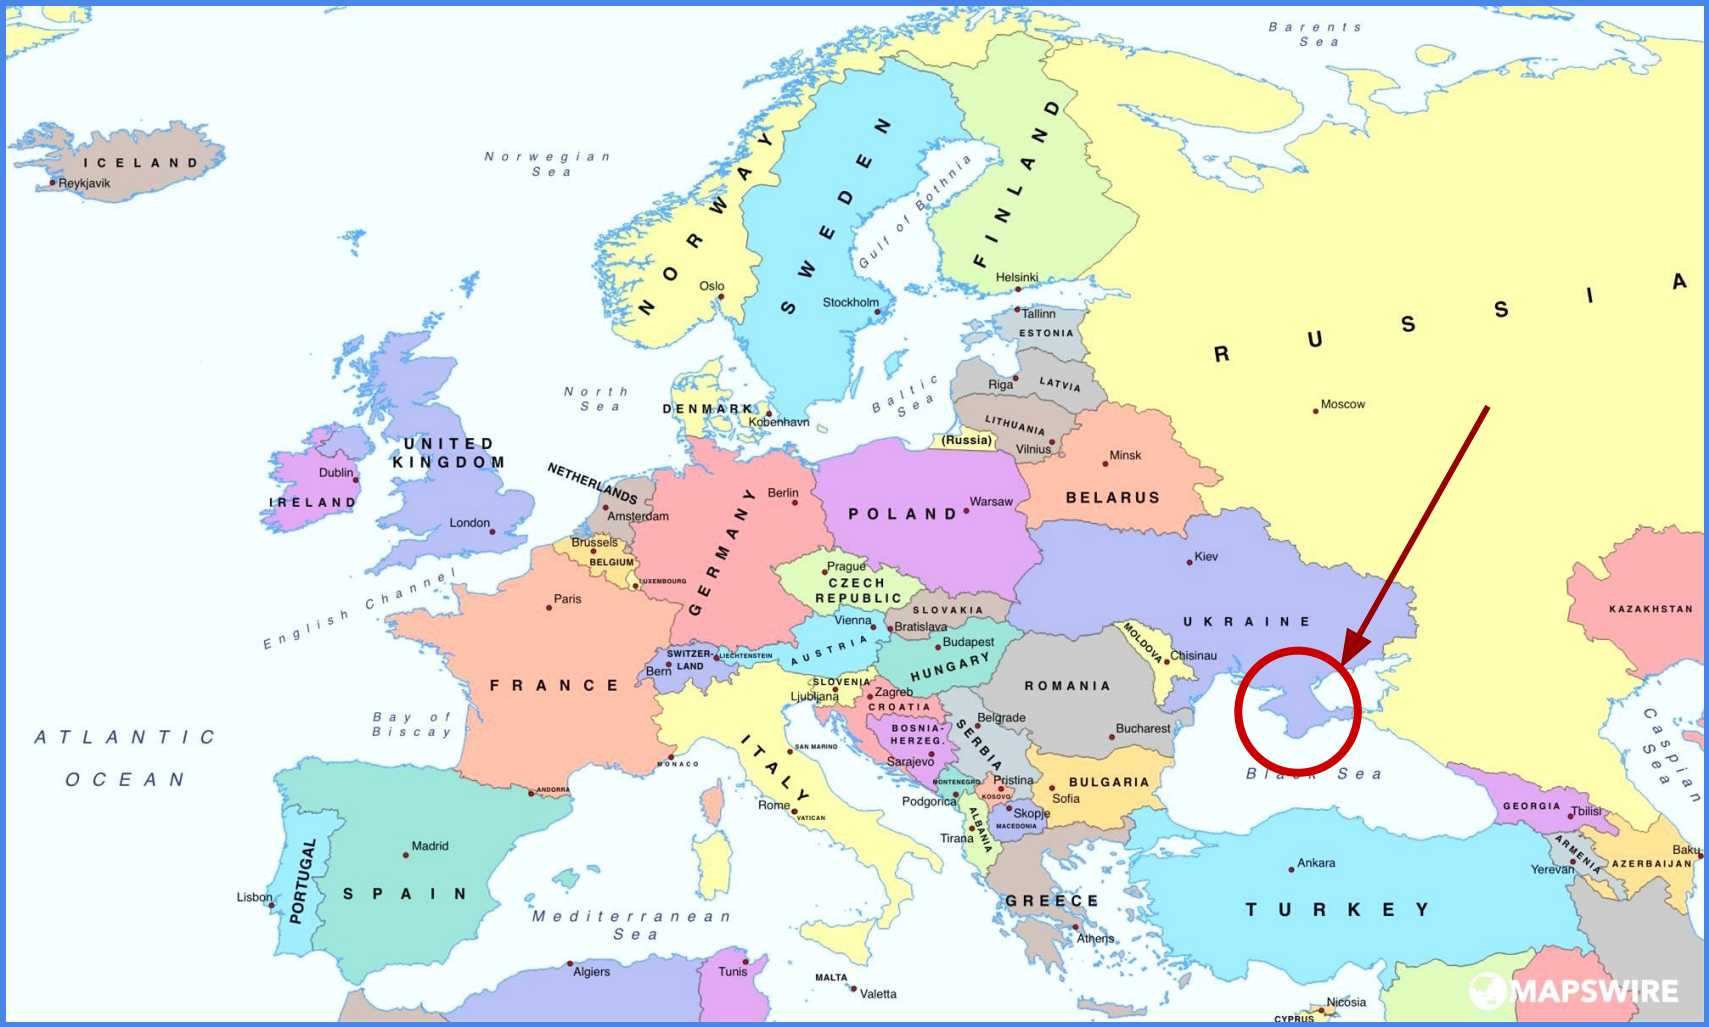 Barents
Sea
Norwegian
Sea
ICELAND
Reykjavik
NORWAY
SWEDEN
FINLAND
Gulf of Bothnia
Oslo
Stockholm
Helsinki
Tallinn
ESTONIA
RUSSIA
Riga
LATVIA
North
Sea
Baltic
Sea
DENMARK
Kobenhavn
LITHUANIA
Vilnius
(Russia)
Moscow
UNITED
KINGDOM
Dublin
IRELAND
London
NETHERLANDS
Amsterdam
Berlin
GERMANY
POLAND
Warsaw
Minsk
BELARUS
Brussels
BELGIUM
LUXEMBOURG
English Channel
Paris
Prague
CZECH
REPUBLIC
Kiev
UKRAINE
KAZAKHSTAN
SLOVAKIA
Vienna
Bratislava
AUSTRIA
Budapest
HUNGARY
MOLDOVA
Chisinau
SWITZER-
LAND
LIECHTENSTEIN
Bern
FRANCE
SLOVENIA
Ljubljana
Zagreb
CROATIA
ROMANIA
Bucharest
Belgrade
SERBIA
BOSNIA-
HERZEG.
Sarajevo
Bay of
Biscay
ATLANTIC
OCEAN
MONACO
SAN MARINO
ITALY
Rome
VATICAN
ANDORRA
MONTENEGRO
Podgorica
Pristina
KOSOVO
BULGARIA
Sofia
Skopje
MACEDONIA
Tirana
ALBANIA
Black Sea
Caspian
Sea
GEORGIA
Tbilisi
ARMENIA
Yerevan
AZERBAIJAN
Baku
Madrid
SPAIN
PORTUGAL
Lisbon
Mediterranean
Sea
GREECE
Athens
Ankara
TURKEY
Algiers
Tunis
MALTA
Valetta
Nicosia
CYPRUS
MAPSWIRE